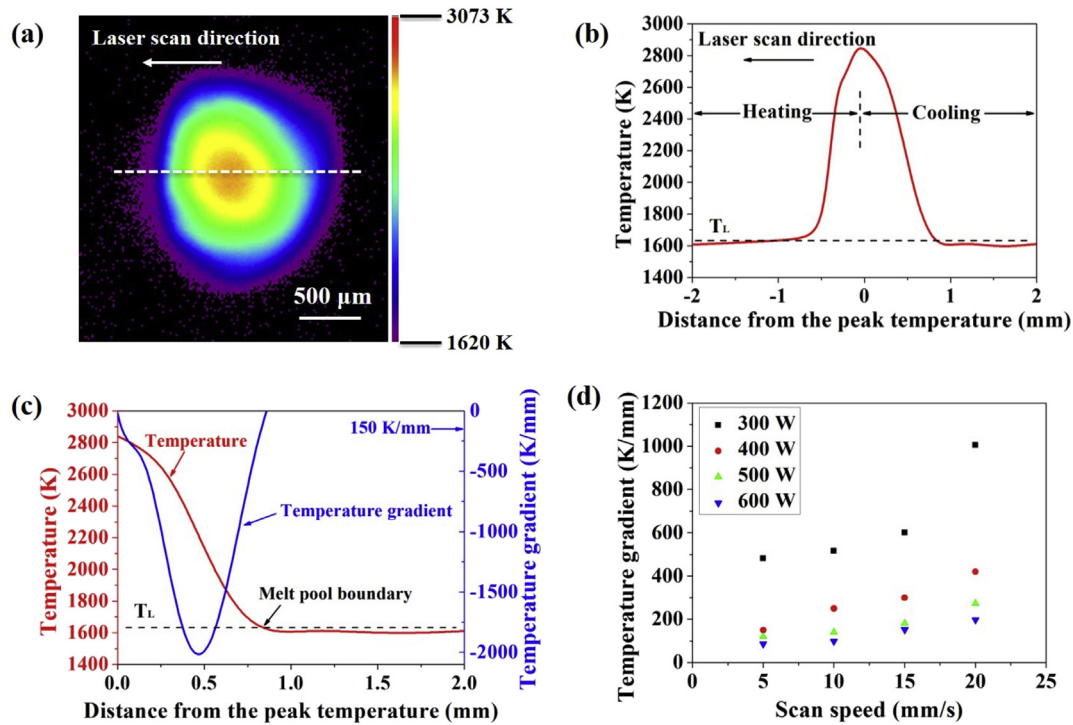 (a)
Laser scan direction
500 μm
3073 K
1620 K
(b)
Temperature (K)
3000
2800
2600
2400
2200
2000
1800
1600
1400
Laser scan direction
Heating
Cooling
TL
-2
-1
0
1
2
Distance from the peak temperature (mm)
(c)
Temperature (K)
3000
2800
2600
2400
2200
2000
1800
1600
1400
Temperature
150 K/mm
Temperature gradient
Melt pool boundary
TL
0
-250
-500
-1000
-1500
-2000
Temperature gradient (K/mm)
0.0
0.5
1.0
1.5
2.0
Distance from the peak temperature (mm)
(d)
Temperature gradient (K/mm)
1200
1000
800
600
400
200
0
300 W
400 W
500 W
600 W
0
5
10
15
20
25
Scan speed (mm/s)